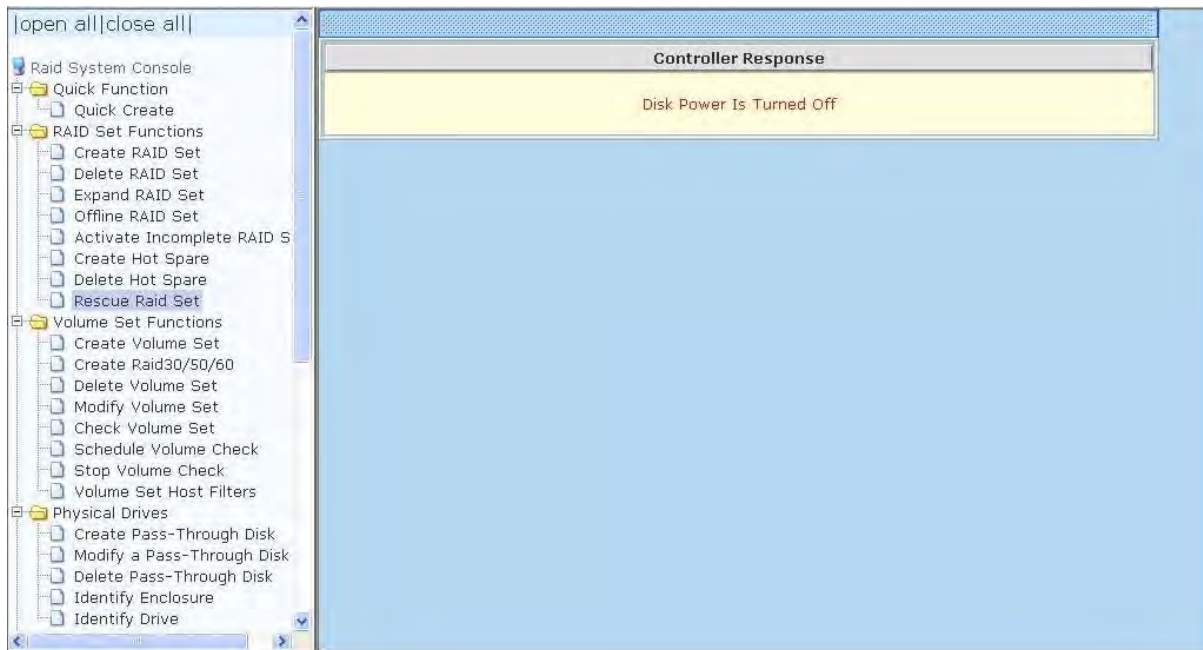 |open all|close all|
Raid System Console
Quick Function
Quick Create
RAID Set Functions
Create RAID Set
Delete RAID Set
Expand RAID Set
Offline RAID Set
Activate Incomplete RAID S
Create Hot Spare
Delete Hot Spare
Rescue Raid Set
Volume Set Functions
Create Volume Set
Create Raid30/50/60
Delete Volume Set
Modify Volume Set
Check Volume Set
Schedule Volume Check
Stop Volume Check
Volume Set Host Filters
Physical Drives
Create Pass-Through Disk
Modify a Pass-Through Disk
Delete Pass-Through Disk
Identify Enclosure
Identify Drive
Controller Response
Disk Power Is Turned Off